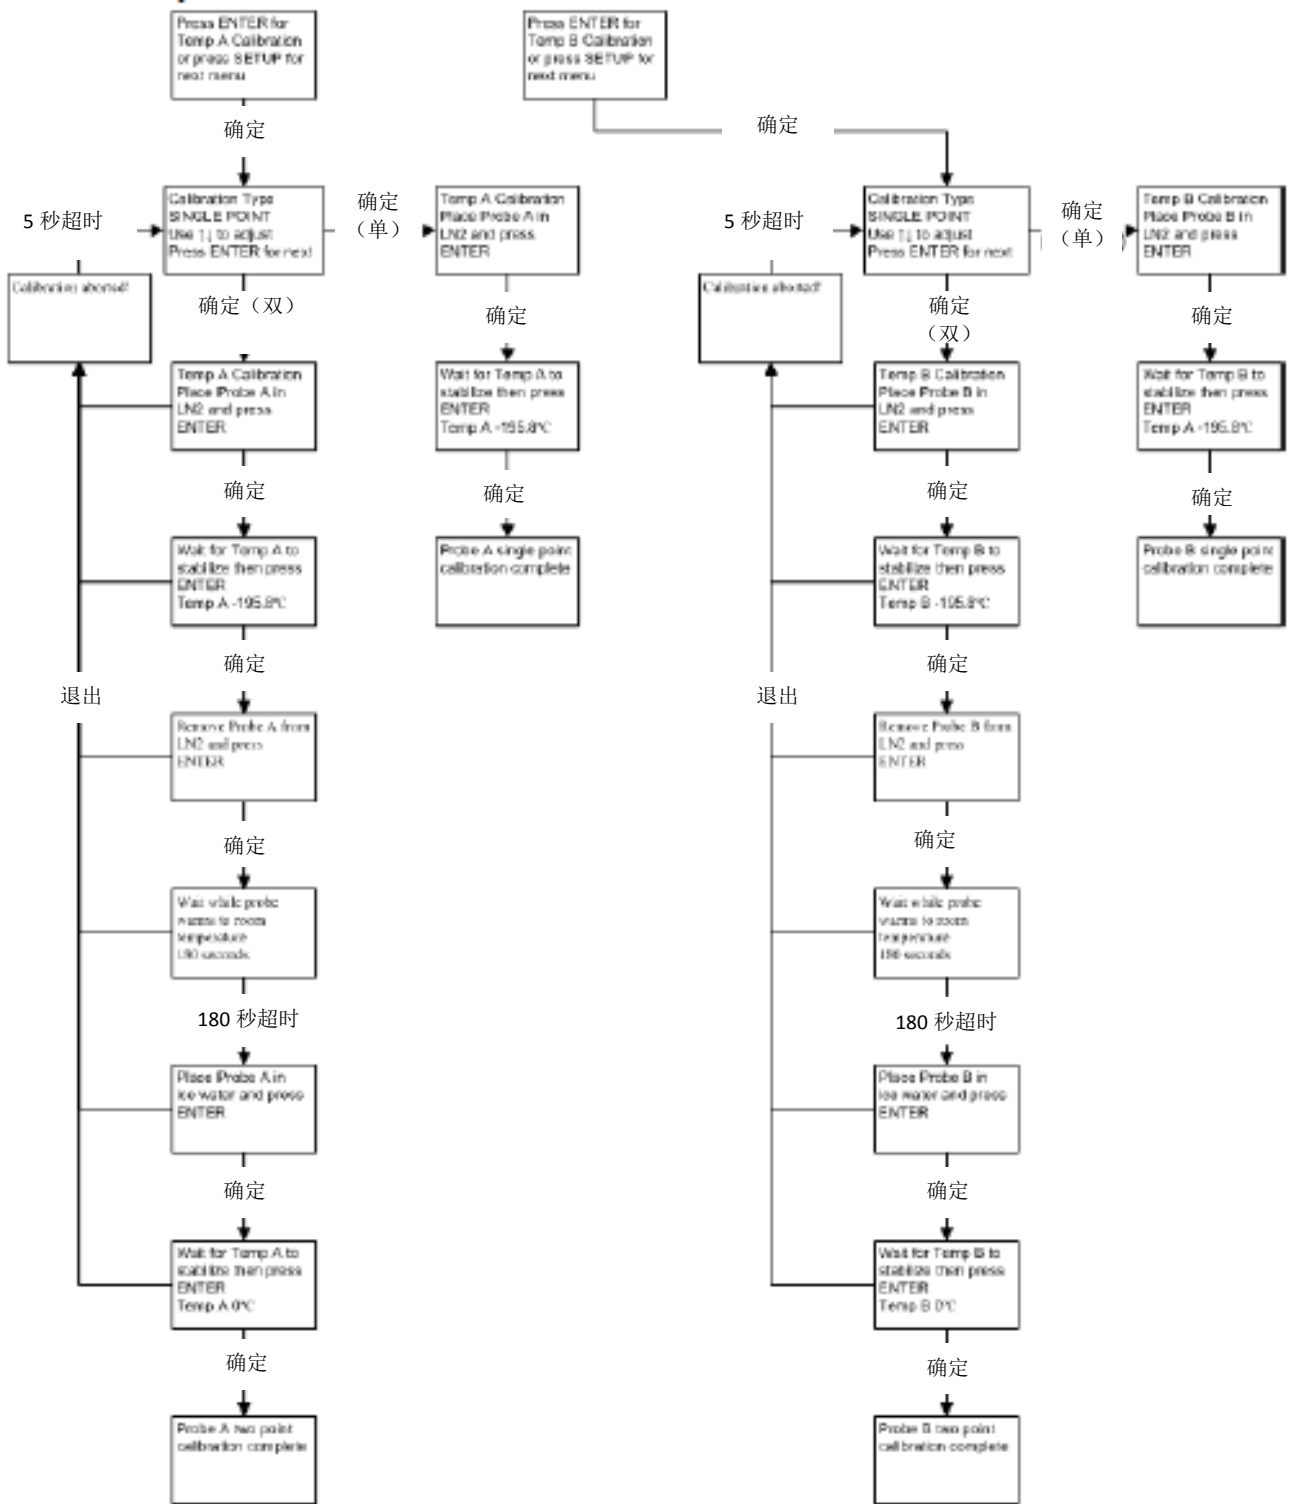 Press ENTER for
Temp A Calibration
or press SETUP for
next menu
确定
5 秒超时
Calibration Type
SINGLE POINT
Use ↑↓ to adjust
Press ENTER for next
确定
（单）
Temp A Calibration
Place Probe A in
LN2 and press
ENTER
Calibration aborted!
确定（双）
确定
Temp A Calibration
Place Probe A in
LN2 and press
ENTER
Wait for Temp A to
stabilize then press
ENTER
Temp A -195.8℃
确定
确定
Wait for Temp A to
stabilize then press
ENTER
Temp A -195.8℃
Probe A single point
calibration complete
确定
退出
Remove Probe A from
LN2 and press
ENTER
确定
Wait while probe
warms to room
temperature
180 seconds
180 秒超时
Place Probe A in
ice water and press
ENTER
确定
Wait for Temp A to
stabilize then press
ENTER
Temp A 0℃
确定
Probe A two point
calibration complete
Press ENTER for
Temp B Calibration
or press SETUP for
next menu
确定
5 秒超时
Calibration Type
SINGLE POINT
Use ↑↓ to adjust
Press ENTER for next
确定
（单）
Temp B Calibration
Place Probe B in
LN2 and press
ENTER
Calibration aborted!
确定
（双）
确定
Temp B Calibration
Place Probe B in
LN2 and press
ENTER
Wait for Temp B to
stabilize then press
ENTER
Temp A -195.8℃
确定
确定
Wait for Temp B to
stabilize then press
ENTER
Temp B -195.8℃
Probe B single point
calibration complete
确定
退出
Remove Probe B from
LN2 and press
ENTER
确定
Wait while probe
warms to room
temperature
180 seconds
180 秒超时
Place Probe B in
ice water and press
ENTER
确定
Wait for Temp B to
stabilize then press
ENTER
Temp B 0℃
确定
Probe B two point
calibration complete